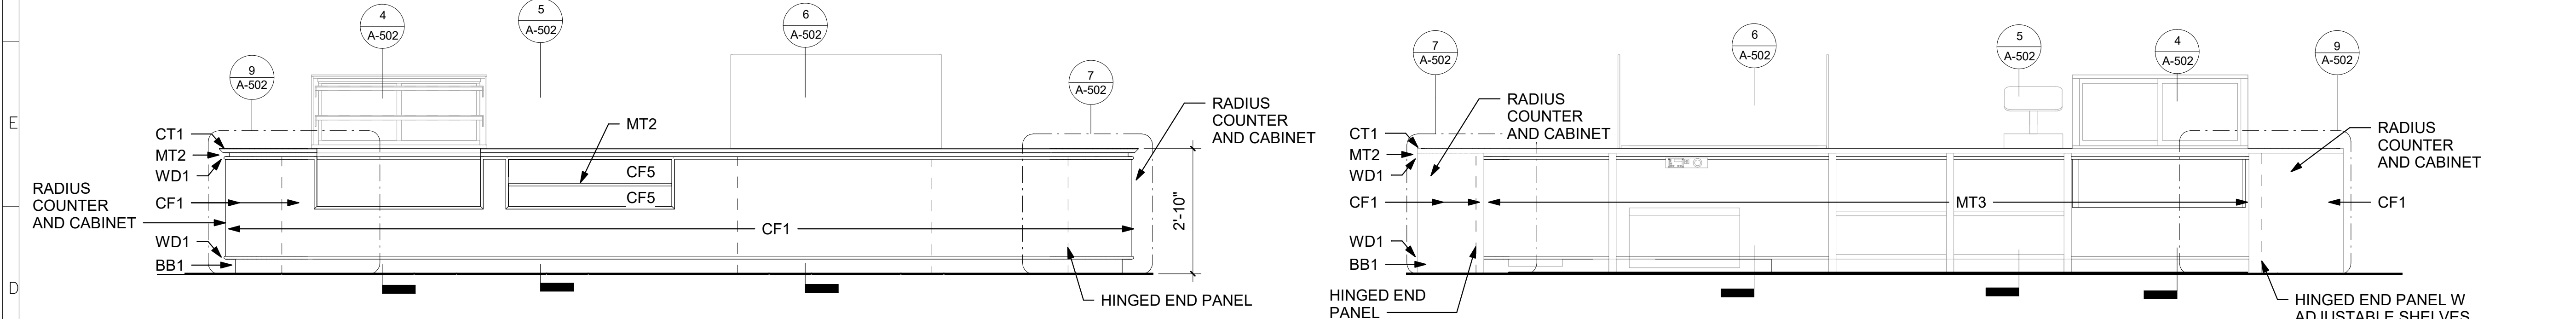 E
D
4
A-502
5
A-502
6
A-502
9
A-502
7
A-502
CT1
MT2
WD1
CF1
WD1
BB1
RADIUS
COUNTER
AND CABINET
MT2
CF5
CF5
CF1
RADIUS
COUNTER
AND CABINET
2'-10"
HINGED END PANEL
7
A-502
6
A-502
5
A-502
4
A-502
9
A-502
RADIUS
COUNTER
AND CABINET
CT1
MT2
WD1
CF1
WD1
BB1
HINGED END
PANEL
MT3
RADIUS
COUNTER
AND CABINET
CF1
HINGED END PANEL W
ADJUSTABLE SHELVES